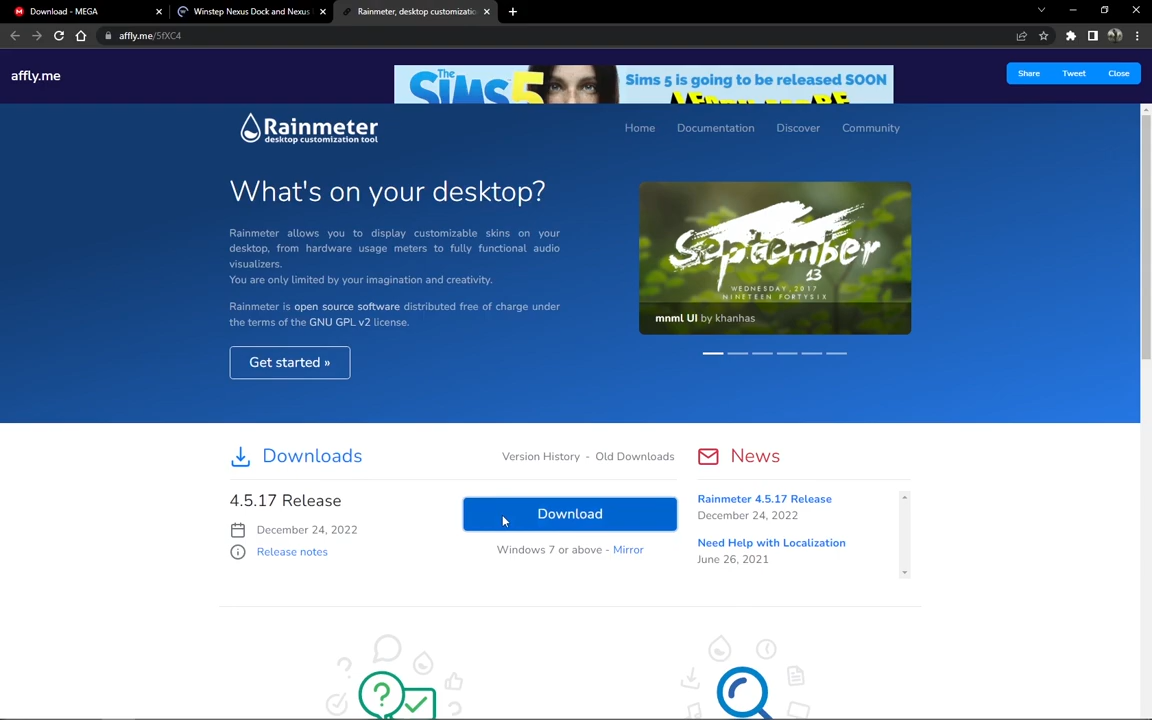 Download - MEGA
Winstep Nexus Dock and Nexus
Rainmeter, desktop customizatio
affly.me/5fXC4
affly.me
The
SIMS 5
Sims 5 is going to be released SOON
Share
Tweet
Close
Rainmeter
desktop customization tool
Home
Documentation
Discover
Community
What's on your desktop?
Rainmeter allows you to display customizable skins on your
desktop, from hardware usage meters to fully functional audio
visualizers.
You are only limited by your imagination and creativity.
Rainmeter is open source software distributed free of charge under
the terms of the GNU GPL v2 license.
Get started »
September
13
WEDNESDAY, 2017
NINETEEN FORTYSIX
mnml UI by khanhas
Downloads
Version History - Old Downloads
4.5.17 Release
December 24, 2022
Release notes
Download
Windows 7 or above - Mirror
News
Rainmeter 4.5.17 Release
December 24, 2022
Need Help with Localization
June 26, 2021